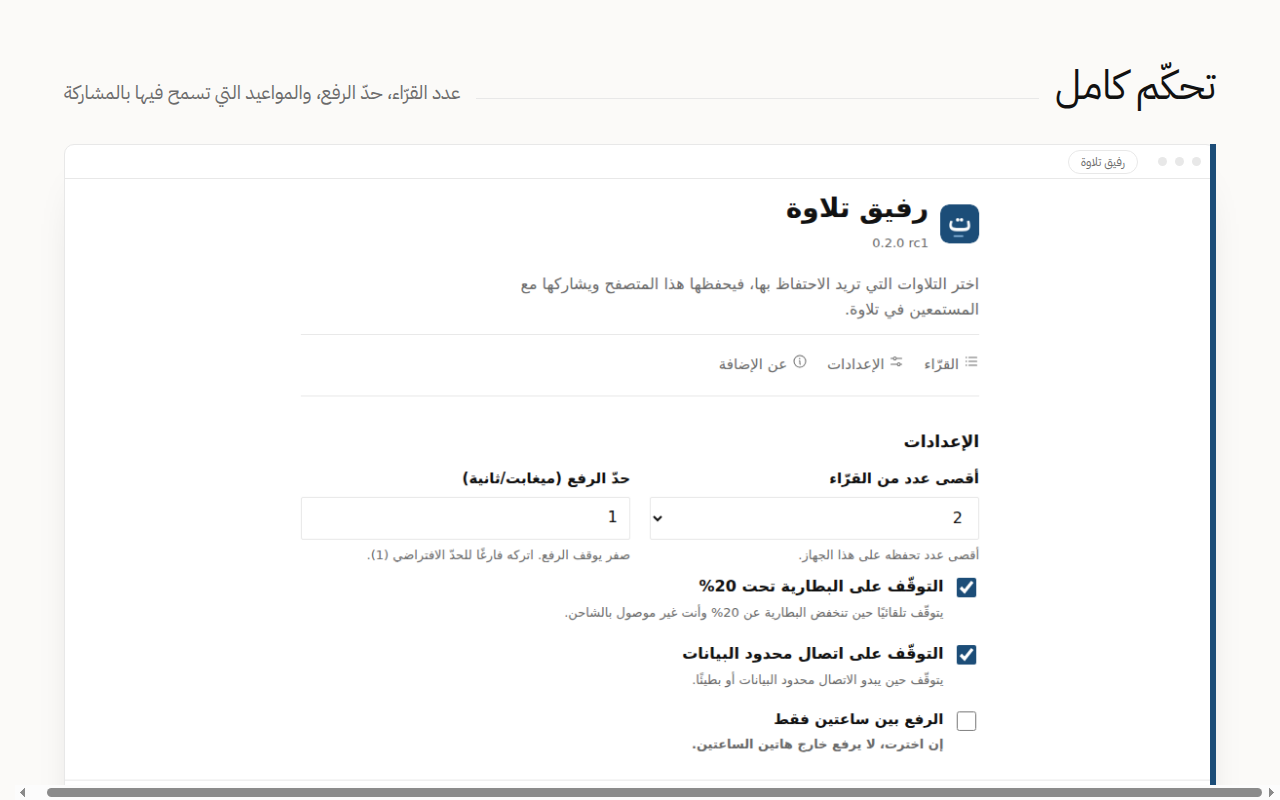 تحكّم كامل
عدد القرّاء، حدّ الرفع، والمواعيد التي تسمح فيها بالمشاركة
رفيق تلاوة
ت
رفيق تلاوة
0.2.0 rc1
اختر التلاوات التي تريد الاحتفاظ بها، فيحفظها هذا المتصفح ويشاركها مع
المستمعين في تلاوة.
القرّاء
الإعدادات
عن الإضافة
الإعدادات
أقصى عدد من القرّاء
حدّ الرفع (ميغابت/ثانية)
2
1
أقصى عدد تحفظه على هذا الجهاز.
صفر يوقف الرفع. اتركه فارغًا للحدّ الافتراضي (1).
التوقّف على البطارية تحت 20%
يتوقّف تلقائيًا حين تنخفض البطارية عن 20% وأنت غير موصول بالشاحن.
التوقّف على اتصال محدود البيانات
يتوقّف حين يبدو الاتصال محدود البيانات أو بطيئًا.
الرفع بين ساعتين فقط
إن اخترت، لا يرفع خارج هاتين الساعتين.